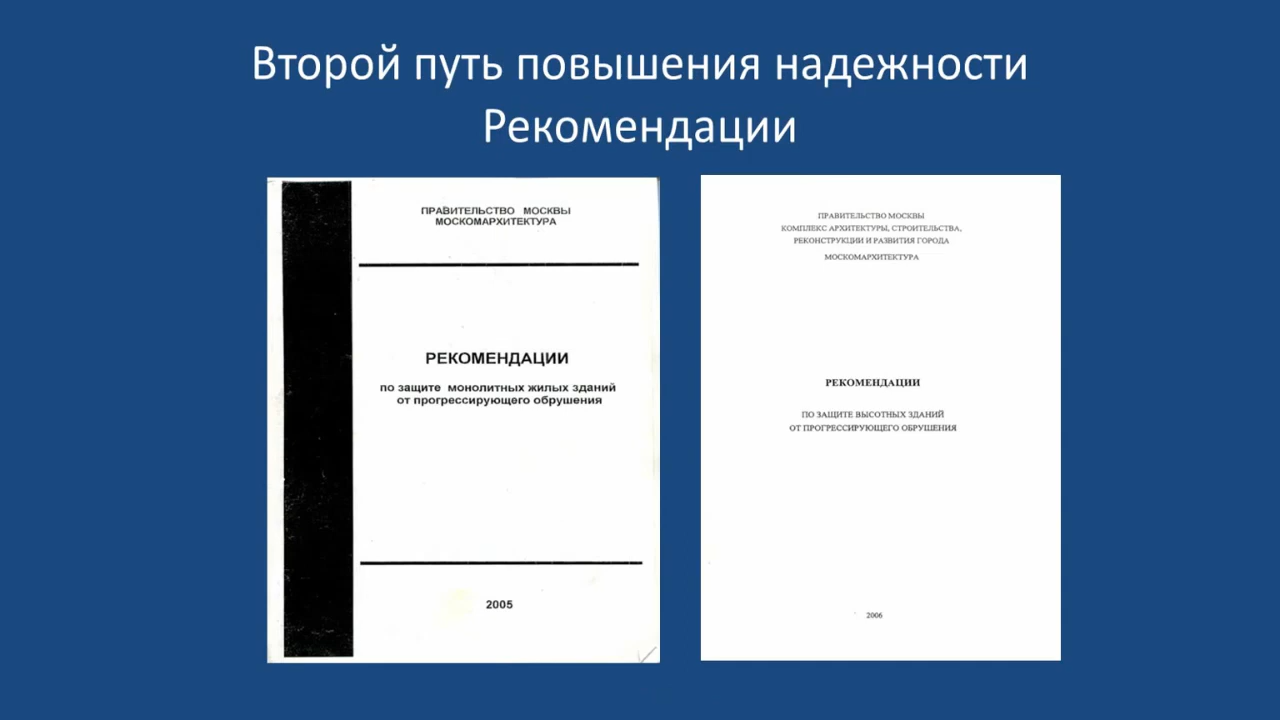 Второй путь повышения надежности
Рекомендации
ПРАВИТЕЛЬСТВО МОСКВЫ
МОСКОМАРХИТЕКТУРА
РЕКОМЕНДАЦИИ
по защите монолитных жилых зданий
от прогрессирующего обрушения
2005
ПРАВИТЕЛЬСТВО МОСКВЫ
КОМПЛЕКС АРХИТЕКТУРЫ, СТРОИТЕЛЬСТВА,
РЕКОНСТРУКЦИИ И РАЗВИТИЯ ГОРОДА
МОСКОМАРХИТЕКТУРА
РЕКОМЕНДАЦИИ
ПО ЗАЩИТЕ ВЫСОТНЫХ ЗДАНИЙ
ОТ ПРОГРЕССИРУЮЩЕГО ОБРУШЕНИЯ
2006